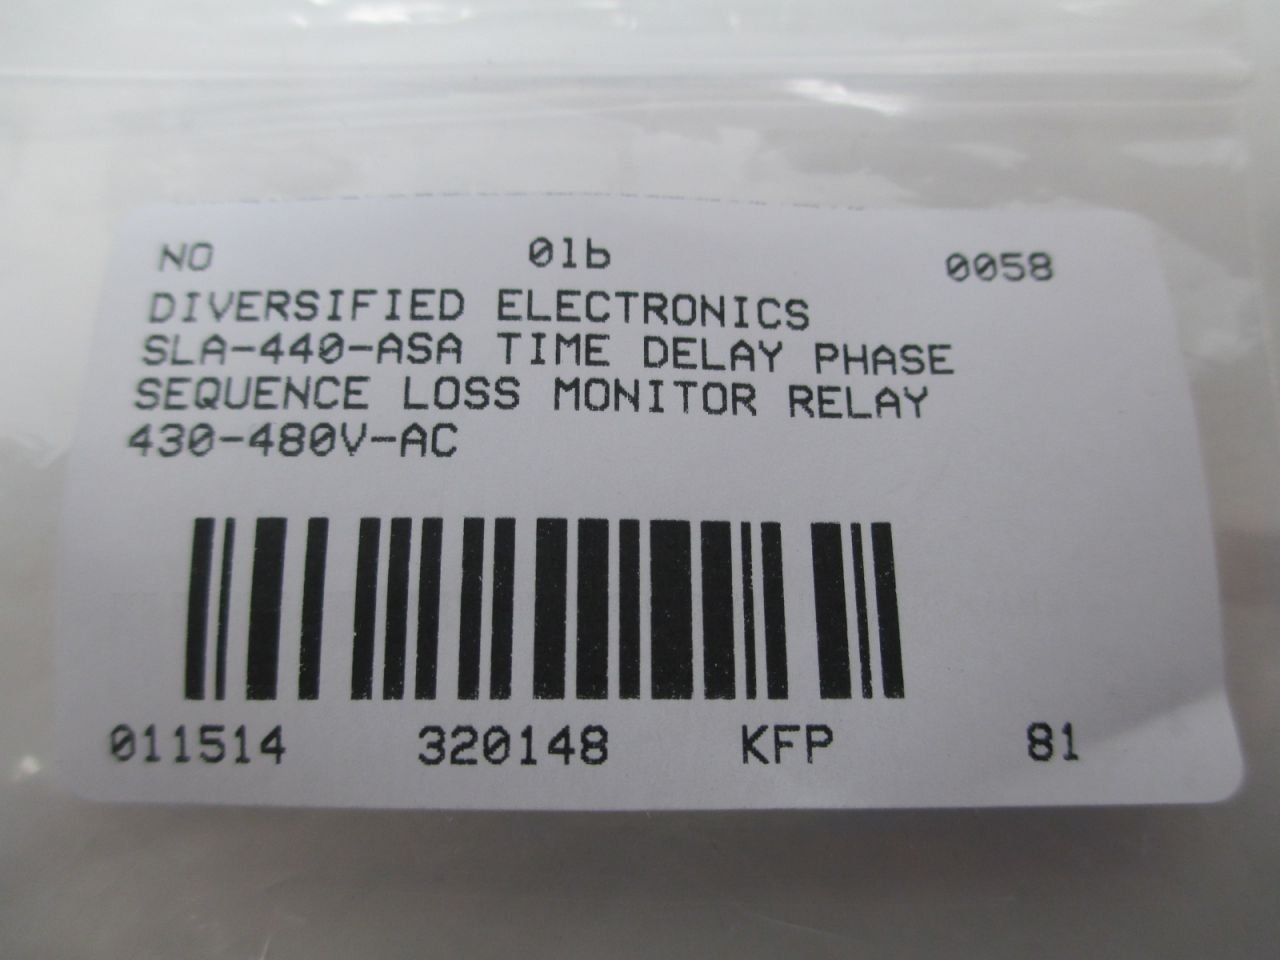 NO 01b 0058
DIVERSIFIED ELECTRONICS
SLA-440-ASA TIME DELAY PHASE
SEQUENCE LOSS MONITOR RELAY
430-480V-AC
011514 320148 KFP 81